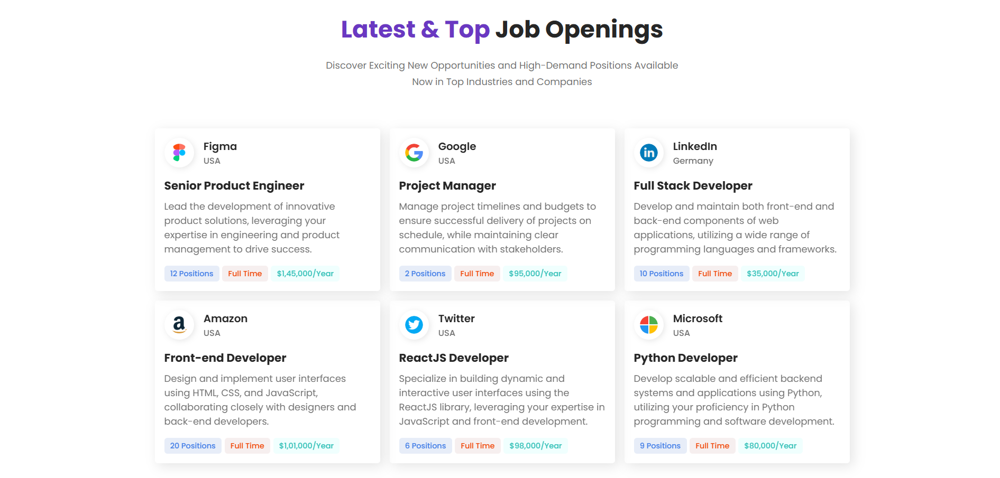 Latest & Top Job Openings
Discover Exciting New Opportunities and High-Demand Positions Available
Now in Top Industries and Companies
Figma
USA
Senior Product Engineer
Lead the development of innovative
product solutions, leveraging your
expertise in engineering and product
management to drive success.
12 Positions Full Time $1,45,000/Year
Google
USA
Project Manager
Manage project timelines and budgets to
ensure successful delivery of projects on
schedule, while maintaining clear
communication with stakeholders.
2 Positions Full Time $95,000/Year
in
LinkedIn
Germany
Full Stack Developer
Develop and maintain both front-end and
back-end components of web
applications, utilizing a wide range of
programming languages and frameworks.
10 Positions Full Time $35,000/Year
a
Amazon
USA
Front-end Developer
Design and implement user interfaces
using HTML, CSS, and JavaScript,
collaborating closely with designers and
back-end developers.
20 Positions Full Time $1,01,000/Year
Twitter
USA
ReactJS Developer
Specialize in building dynamic and
interactive user interfaces using the
ReactJS library, leveraging your expertise in
JavaScript and front-end development.
6 Positions Full Time $98,000/Year
Microsoft
USA
Python Developer
Develop scalable and efficient backend
systems and applications using Python,
utilizing your proficiency in Python
programming and software development.
9 Positions Full Time $80,000/Year